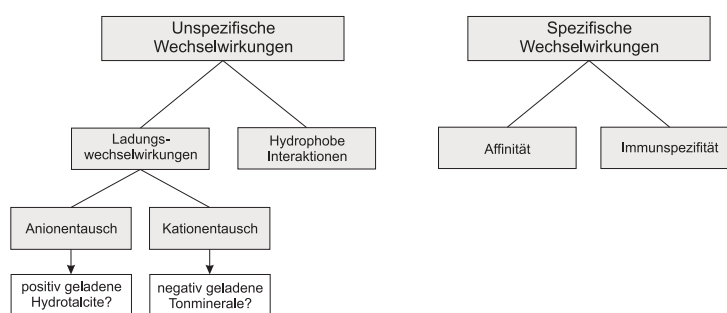 Unspezifische
Wechselwirkungen
Spezifische
Wechselwirkungen
Ladungs-
wechselwirkungen
Hydrophobe
Interaktionen
Affinität
Immunspezifität
Anionentausch
Kationentausch
positiv geladene
Hydrotalcite?
negativ geladene
Tonminerale?